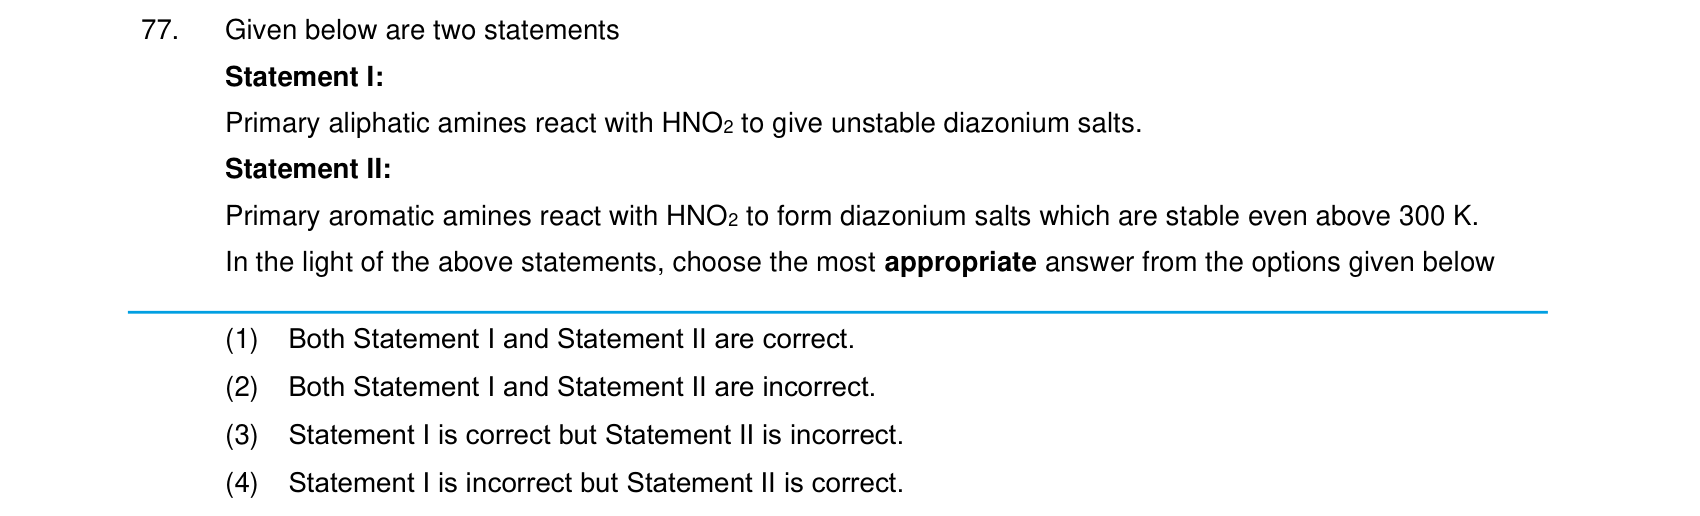 77. Given below are two statements
Statement I:
Primary aliphatic amines react with HNO2 to give unstable diazonium salts.
Statement II:
Primary aromatic amines react with HNO2 to form diazonium salts which are stable even above 300 K.
In the light of the above statements, choose the most appropriate answer from the options given below
(1) Both Statement I and Statement II are correct.
(2) Both Statement I and Statement II are incorrect.
(3) Statement I is correct but Statement II is incorrect.
(4) Statement I is incorrect but Statement II is correct.